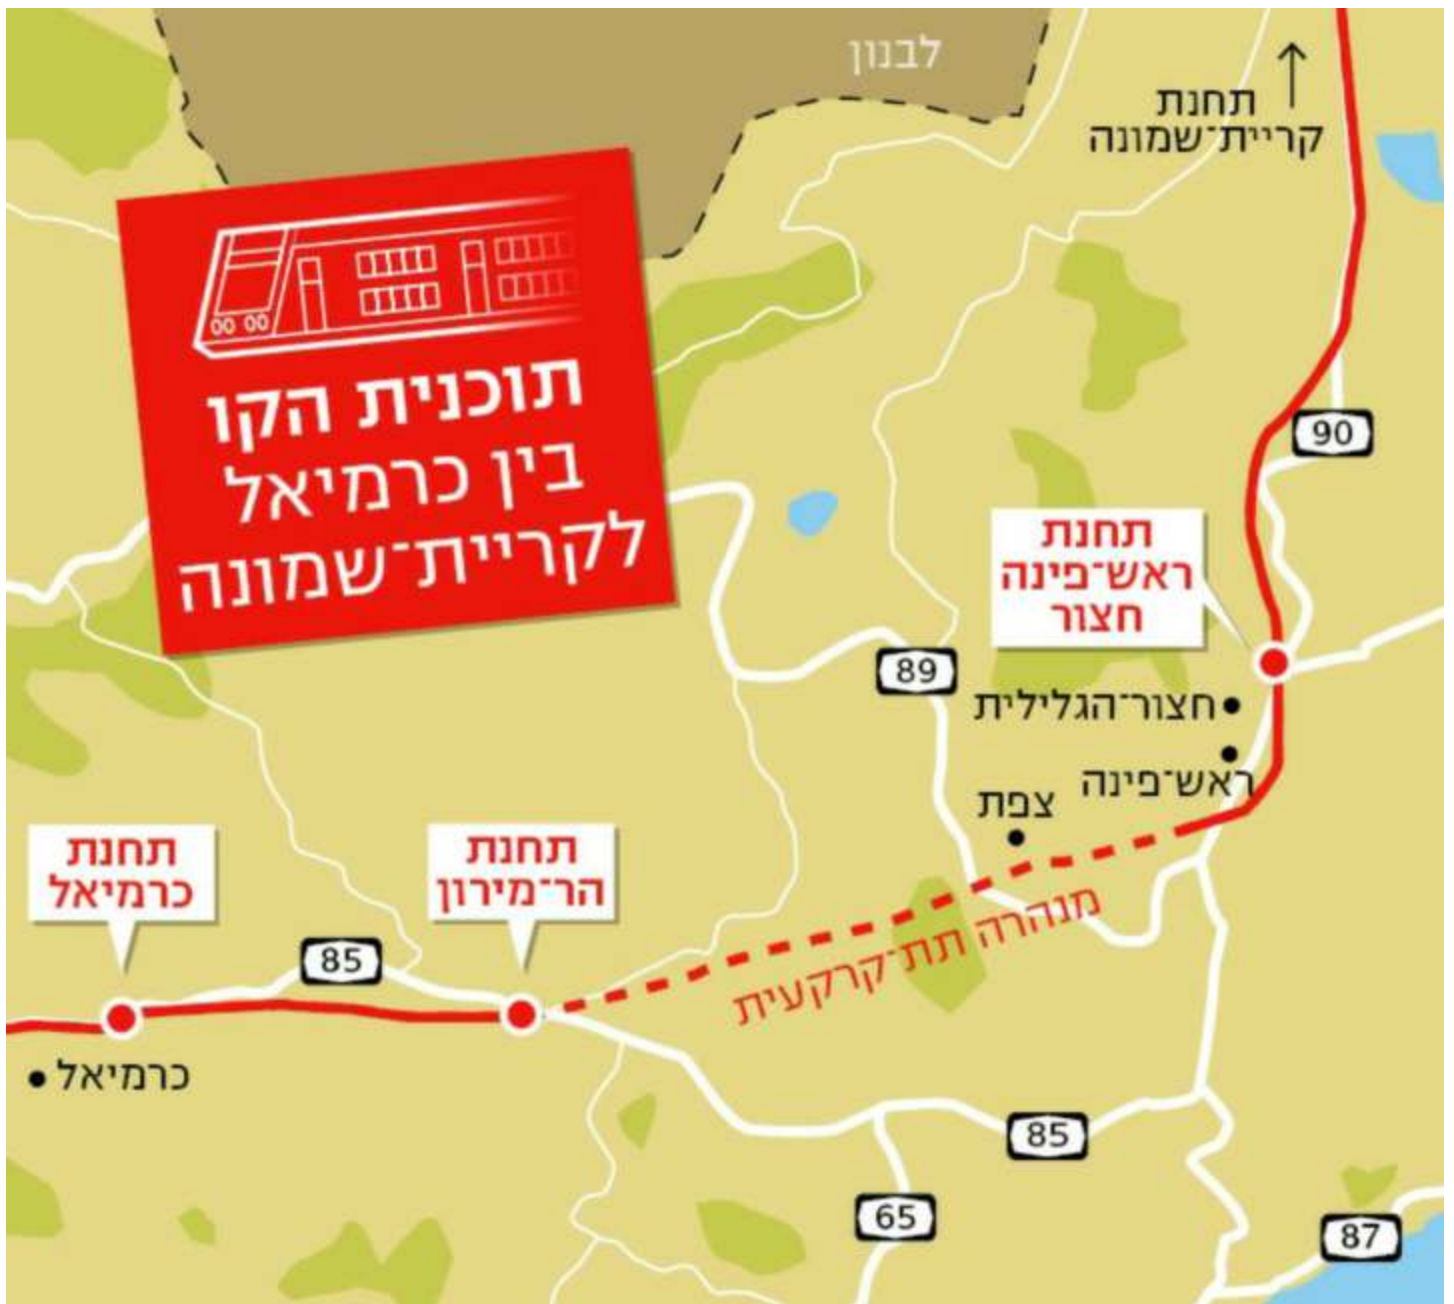 לבנון
תחנת
קריית־שמונה
תוכנית הקו
בין כרמיאל
לקריית־שמונה
90
תחנת
ראש־פינה
חצור
89
חצור־הגלילית
ראש־פינה
צפת
תחנת
כרמיאל
תחנת
הר־מירון
מנהרה תת־קרקעית
85
כרמיאל
85
65
87